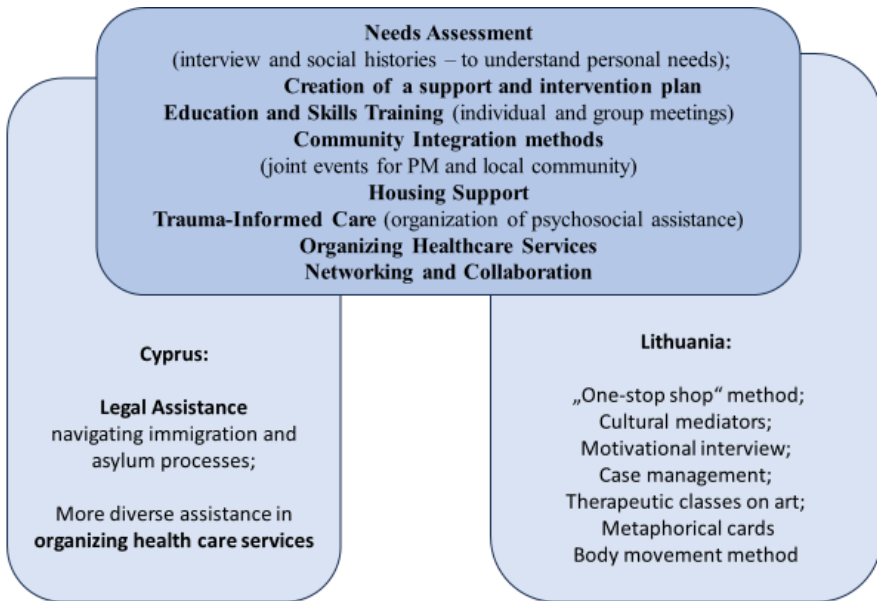 Needs Assessment
(interview and social histories – to understand personal needs);
Creation of a support and intervention plan
Education and Skills Training (individual and group meetings)
Community Integration methods
(joint events for PM and local community)
Housing Support
Trauma-Informed Care (organization of psychosocial assistance)
Organizing Healthcare Services
Networking and Collaboration
Cyprus:
Legal Assistance
navigating immigration and
asylum processes;
More diverse assistance in
organizing health care services
Lithuania:
„One-stop shop“ method;
Cultural mediators;
Motivational interview;
Case management;
Therapeutic classes on art;
Metaphorical cards
Body movement method